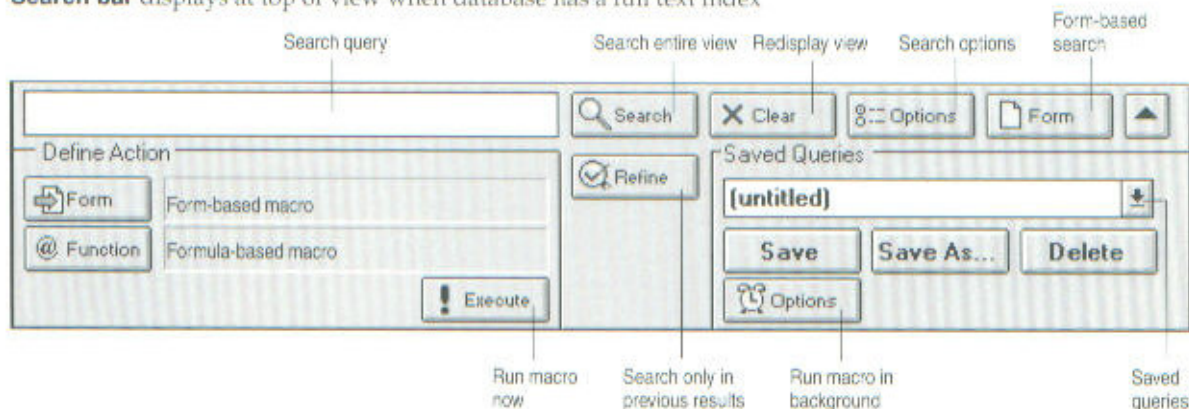 Search bar displays at top of view when database has a full text index
Search query
Search entire view
Redisplay view
Search options
Form-based
search
Search
Clear
Options
Form
Define Action
Form
Form-based macro
@ Function
Formula-based macro
Execute
Refine
Saved Queries
(untitled)
Save
Save As...
Delete
Options
Run macro
now
Search only in
previous results
Run macro in
background
Saved
queries